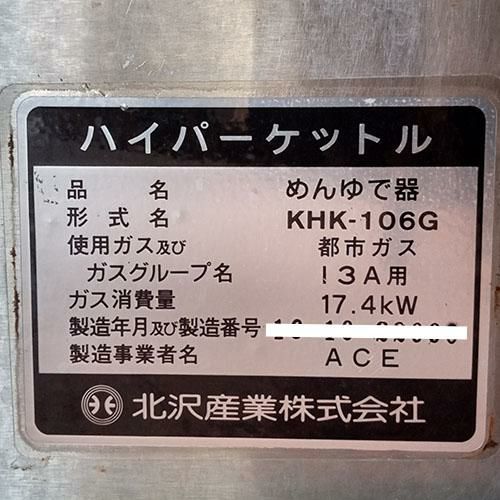 ハイパーケットル
品名 めんゆで器
形式名 KHK-106G
使用ガス及び 都市ガス
ガスグループ名 13A用
ガス消費量 17.4kW
製造年月及び製造番号
製造事業者名 ACE
北沢産業株式会社